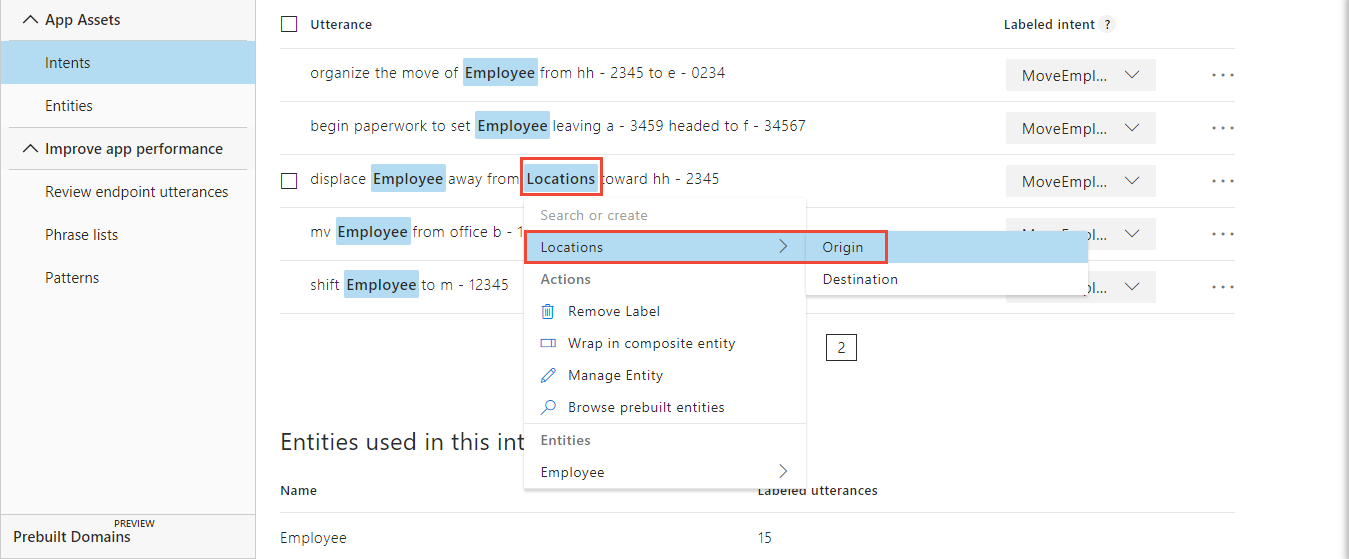 App Assets
Intents
Entities
Improve app performance
Review endpoint utterances
Phrase lists
Patterns
PREVIEW
Prebuilt Domains
Utterance Labeled intent ?
organize the move of Employee from hh - 2345 to e - 0234 MoveEmpl...
begin paperwork to set Employee leaving a - 3459 headed to f - 34567 MoveEmpl...
displace Employee away from Locations toward hh - 2345 MoveEmpl...
mv Employee from office b - 1
shift Employee to m - 12345
Search or create
Locations
Origin
Destination
Actions
Remove Label
Wrap in composite entity
Manage Entity
Browse prebuilt entities
Entities
Employee
2
Entities used in this int
Name Labeled utterances
Employee 15